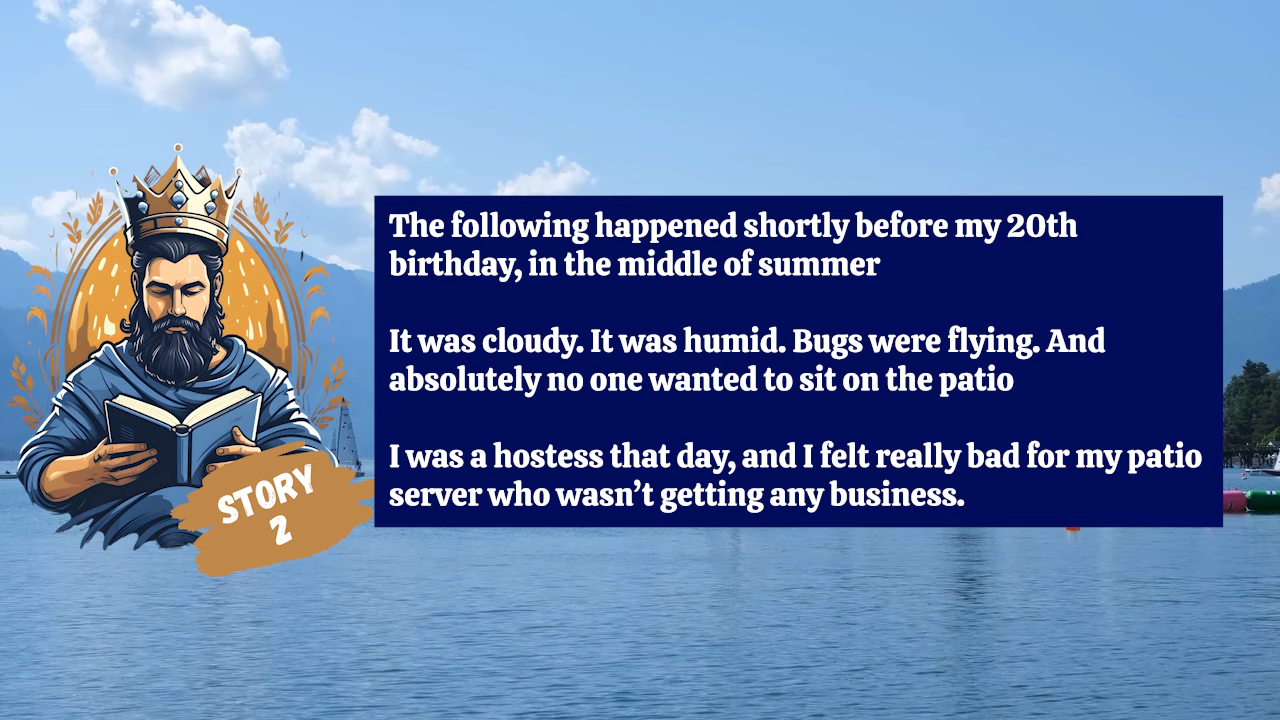 The following happened shortly before my 20th
birthday, in the middle of summer
It was cloudy. It was humid. Bugs were flying. And
absolutely no one wanted to sit on the patio
I was a hostess that day, and I felt really bad for my patio
server who wasn’t getting any business.
STORY
2